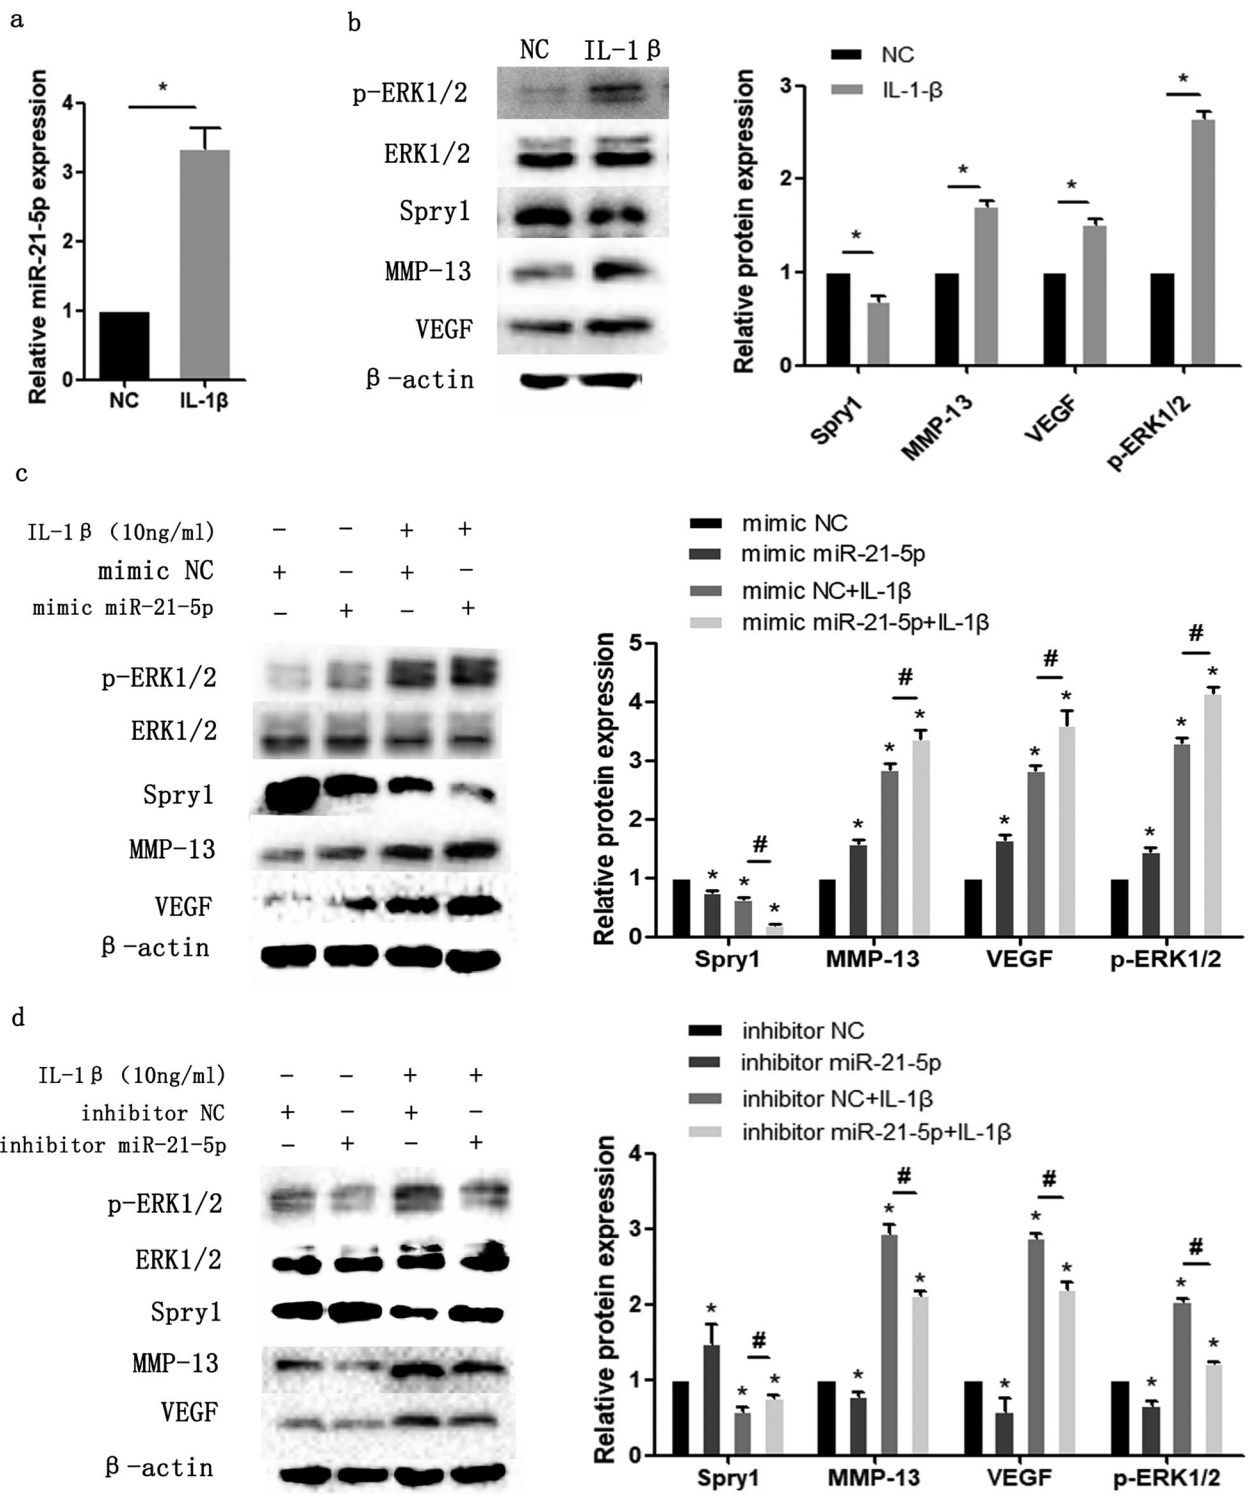 a
Relative miR-21-5p expression
4
3
2
1
0
*
NC
IL-1β
b
NC
IL-1β
p-ERK1/2
ERK1/2
Spry1
MMP-13
VEGF
β-actin
NC
IL-1-β
Relative protein expression
3
2
1
0
*
*
*
*
Spry1
MMP-13
VEGF
p-ERK1/2
c
IL-1β (10ng/ml) − − + +
mimic NC + − + −
mimic miR-21-5p − + − +
p-ERK1/2
ERK1/2
Spry1
MMP-13
VEGF
β-actin
mimic NC
mimic miR-21-5p
mimic NC+IL-1β
mimic miR-21-5p+IL-1β
Relative protein expression
5
4
3
2
1
0
* * # *
* * # *
* * # *
* * # *
Spry1
MMP-13
VEGF
p-ERK1/2
d
IL-1β (10ng/ml) − − + +
inhibitor NC + − + −
inhibitor miR-21-5p − + − +
p-ERK1/2
ERK1/2
Spry1
MMP-13
VEGF
β-actin
inhibitor NC
inhibitor miR-21-5p
inhibitor NC+IL-1β
inhibitor miR-21-5p+IL-1β
Relative protein expression
4
3
2
1
0
* * # *
* * # *
* * # *
* * # *
Spry1
MMP-13
VEGF
p-ERK1/2